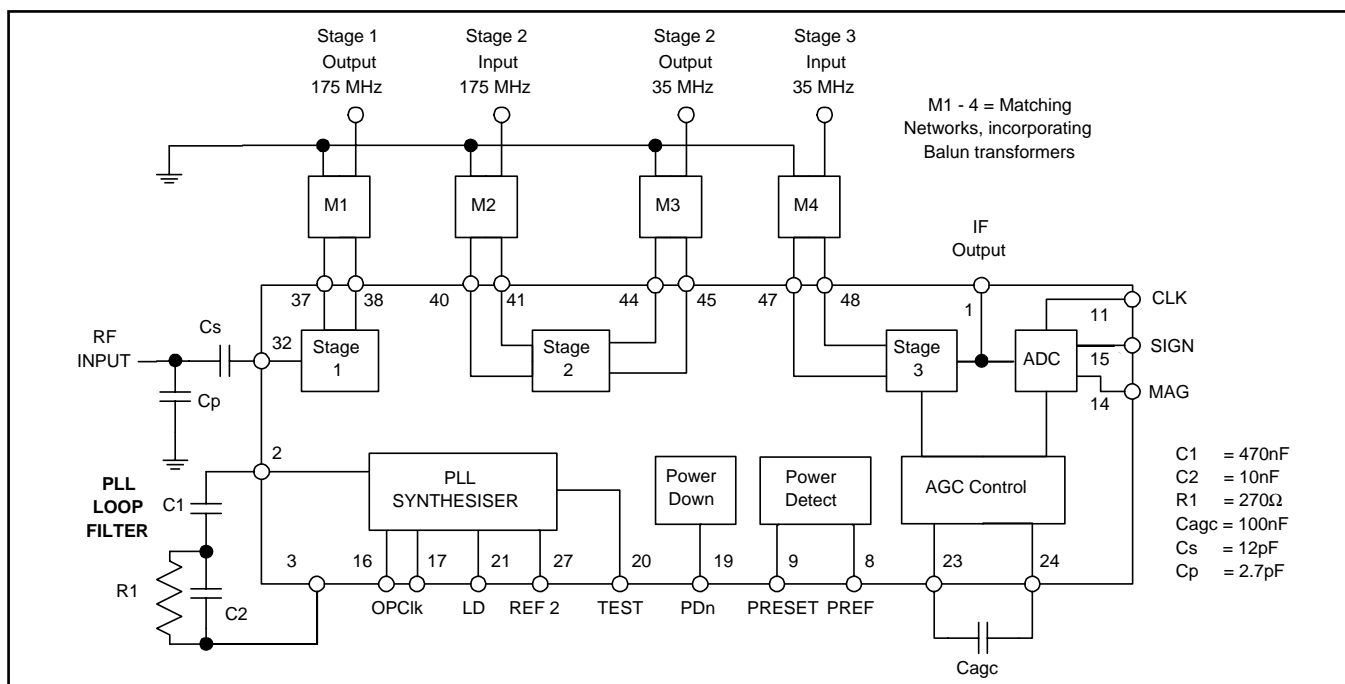 Stage 1
Output
175 MHz
Stage 2
Input
175 MHz
Stage 2
Output
35 MHz
Stage 3
Input
35 MHz
M1 - 4 = Matching
Networks, incorporating
Balun transformers
M1
M2
M3
M4
IF
Output
37
38
40
41
44
45
47
48
1
11
CLK
RF
INPUT
Cs
32
Stage
1
Stage
2
Stage
3
ADC
15
SIGN
14
MAG
Cp
2
PLL
LOOP
FILTER
C1
PLL
SYNTHESISER
Power
Down
Power
Detect
AGC Control
C1 = 470nF
C2 = 10nF
R1 = 270Ω
Cagc = 100nF
Cs = 12pF
Cp = 2.7pF
R1
C2
3
16
17
21
27
20
19
9
8
23
24
OPClk
LD
REF 2
TEST
PDn
PRESET
PREF
Cagc